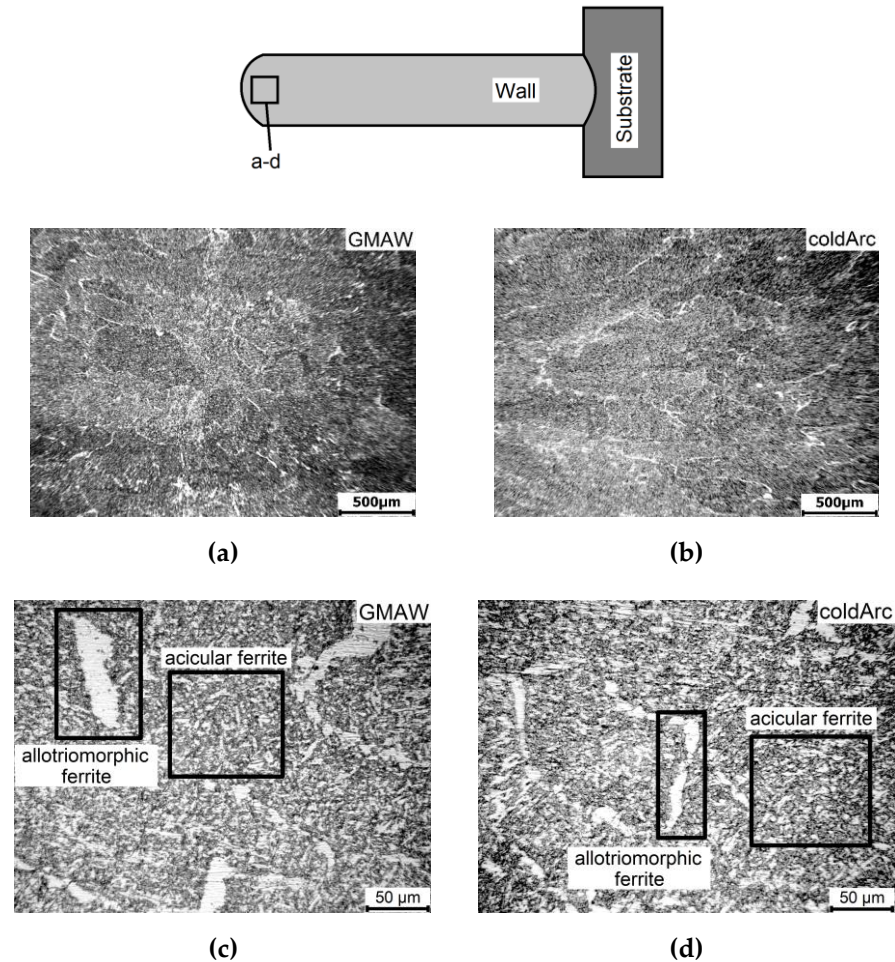 Wall
Substrate
a-d
GMAW
500µm
(a)
coldArc
500µm
(b)
GMAW
acicular ferrite
allotriomorphic
ferrite
50 µm
(c)
coldArc
acicular ferrite
allotriomorphic
ferrite
50 µm
(d)